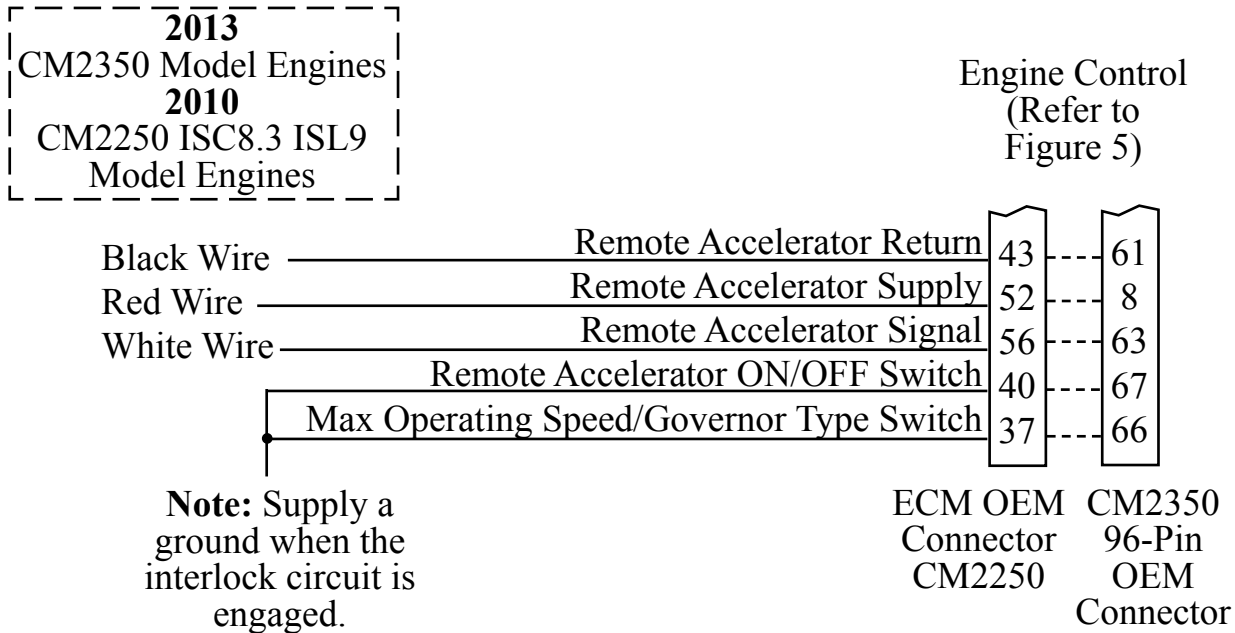 2013
CM2350 Model Engines
2010
CM2250 ISC8.3 ISL9
Model Engines
Engine Control
(Refer to
Figure 5)
Black Wire Remote Accelerator Return 43 61
Red Wire Remote Accelerator Supply 52 8
White Wire Remote Accelerator Signal 56 63
Remote Accelerator ON/OFF Switch 40 67
Max Operating Speed/Governor Type Switch 37 66
Note: Supply a
ground when the
interlock circuit is
engaged.
ECM OEM
Connector
CM2250
CM2350
96-Pin
OEM
Connector